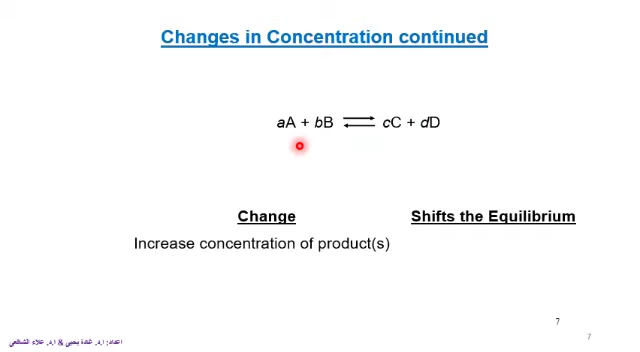 Changes in Concentration continued
aA + bB ⇌ cC + dD
Change Shifts the Equilibrium
Increase concentration of product(s)
7
7
اعداد: ا.د. غادة يحيى & ا.د. علاء الشافعى